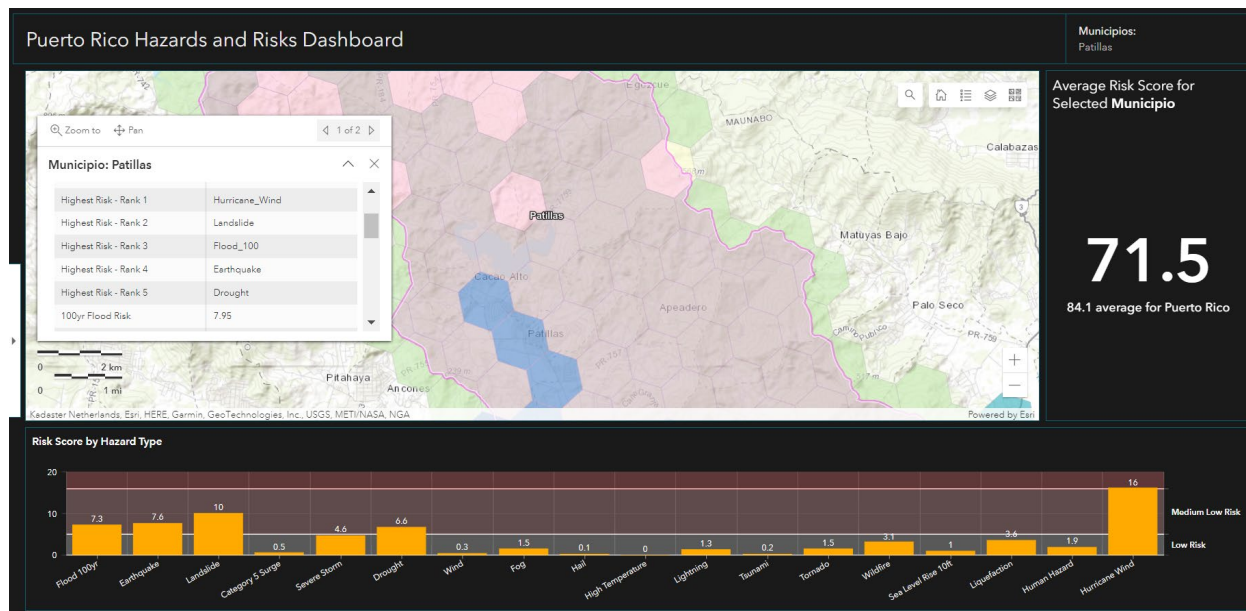 Puerto Rico Hazards and Risks Dashboard
Municipios:
Patillas
Average Risk Score for
Selected Municipio
71.5
84.1 average for Puerto Rico
Zoom to Pan 1 of 2
Municipio: Patillas
Highest Risk - Rank 1 Hurricane_Wind
Highest Risk - Rank 2 Landslide
Highest Risk - Rank 3 Flood_100
Highest Risk - Rank 4 Earthquake
Highest Risk - Rank 5 Drought
100yr Flood Risk 7.95
Egozcue
MAUNABO
Calabazas
3
Patillas
Matuyas Bajo
Cacao Alto
Apeadero
Palo Seco
Patillas
Camino Publico
PR-759
PR-757
Pitahaya
Ancones
0 2 km
0 1 mi
Kadaster Netherlands, Esri, HERE, Garmin, GeoTechnologies, Inc., USGS, METI/NASA, NGA
Powered by Esri
Risk Score by Hazard Type
20
10
0
7.3 7.6 10 0.5 4.6 6.6 0.3 1.5 0.1 0 1.3 0.2 1.5 3.1 1 3.6 1.9 16
Medium Low Risk
Low Risk
Flood 100yr Earthquake Landslide Category 5 Surge Severe Storm Drought Wind Fog Hail High Temperature Lightning Tsunami Tornado Wildfire Sea Level Rise 10ft Liquefaction Human Hazard Hurricane Wind